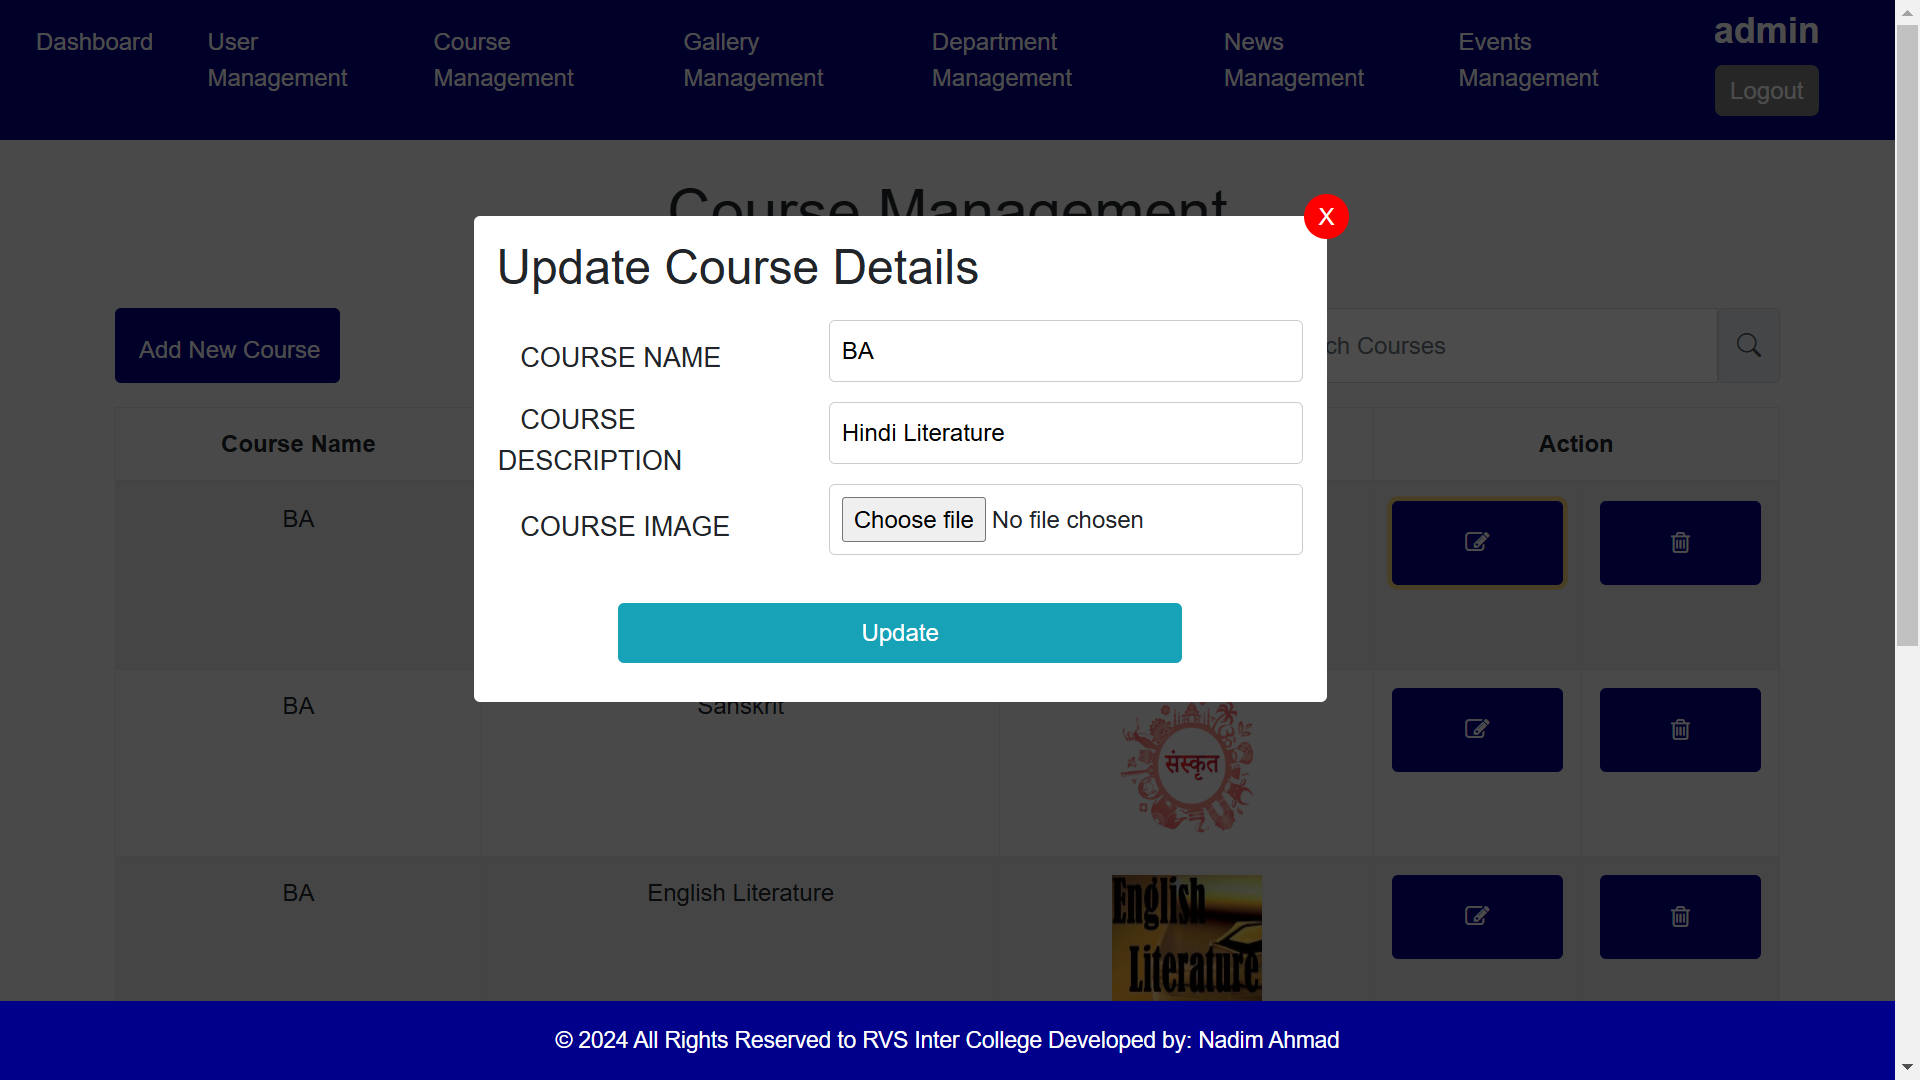 Dashboard
User Management
Course Management
Gallery Management
Department Management
News Management
Events Management
admin
Logout
Course Management
X
Update Course Details
COURSE NAME
BA
COURSE
DESCRIPTION
Hindi Literature
COURSE IMAGE
Choose file No file chosen
Update
Add New Course
ch Courses
Course Name
Action
BA
BA
Sanskrit
संस्कृत
BA
English Literature
English
Literature
© 2024 All Rights Reserved to RVS Inter College Developed by: Nadim Ahmad